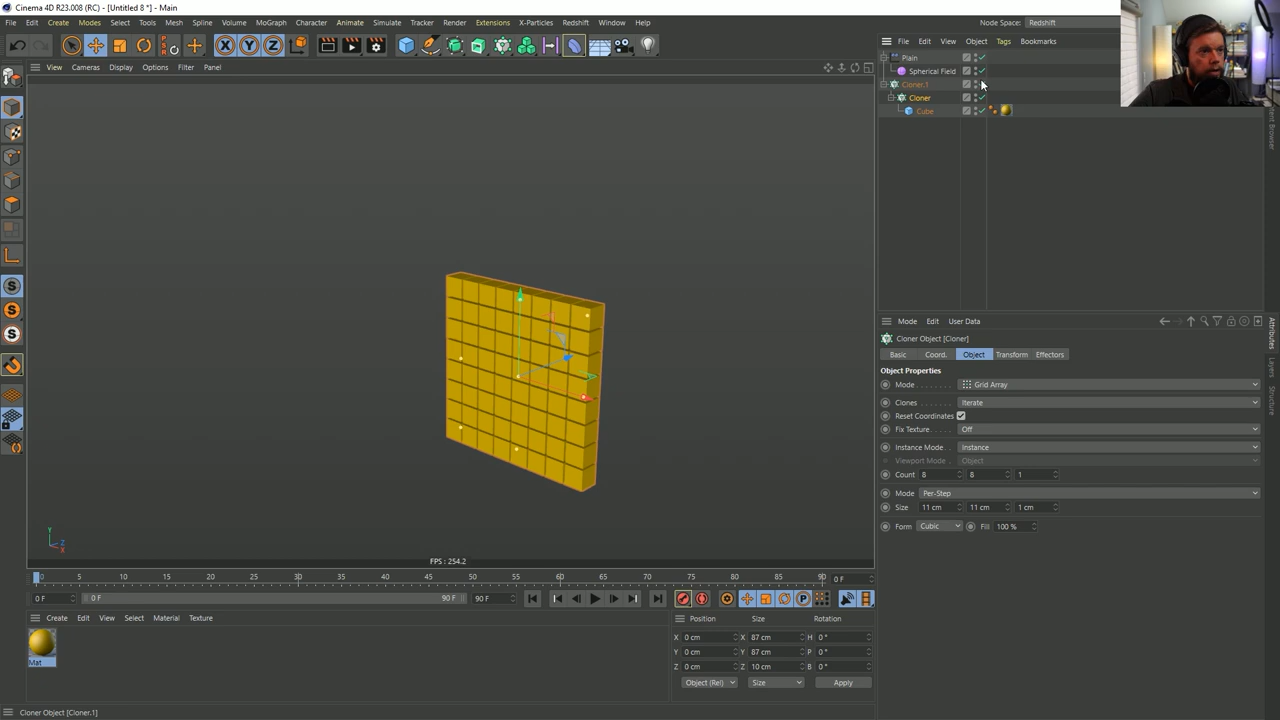 Cinema 4D R23.008 (RC) - [Untitled 8 *] - Main
File Edit Create Modes Select Tools Mesh Spline Volume MoGraph Character Animate Simulate Tracker Render Extensions X-Particles Redshift Window Help
Node Space: Redshift
File Edit View Object Tags Bookmarks
View Cameras Display Options Filter Panel
Plain
Spherical Field
Cloner.1
Cloner
Cube
Content Browser
Mode Edit User Data
Attributes
Layers
Structure
Cloner Object [Cloner]
Basic Coord. Object Transform Effectors
Object Properties
Mode Grid Array
Clones Iterate
Reset Coordinates
Fix Texture Off
Instance Mode Instance
Viewport Mode Object
Count 8 8 1
Mode Per-Step
Size 11 cm 11 cm 1 cm
Form Cubic Fill 100 %
Y
Z
X
FPS : 254.2
0 5 10 15 20 25 30 35 40 45 50 55 60 65 70 75 80 85 90 0 F
0 F 0 F 90 F 90 F
Create Edit View Select Material Texture
Mat
Position Size Rotation
X 0 cm X 87 cm H 0 °
Y 0 cm Y 87 cm P 0 °
Z 0 cm Z 10 cm B 0 °
Object (Rel) Size Apply
Cloner Object [Cloner.1]